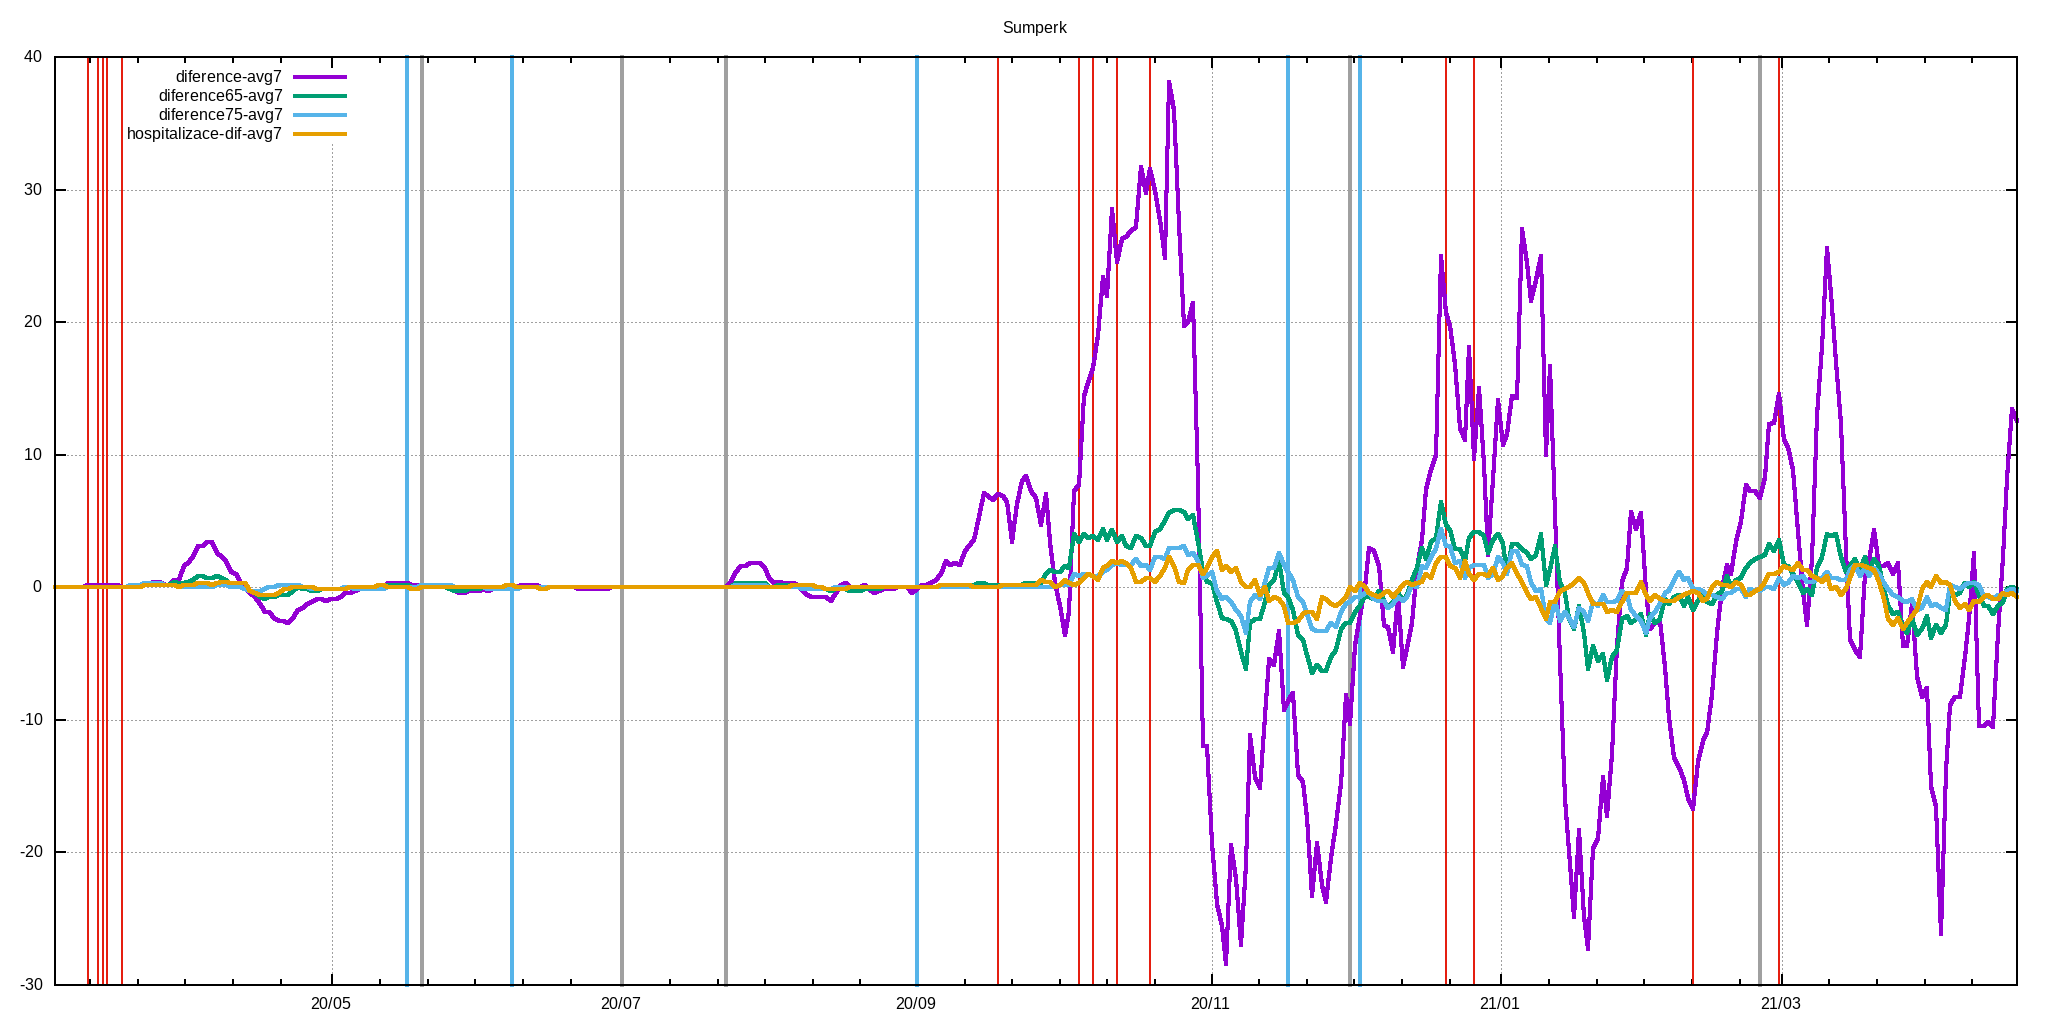 Sumperk
40
30
20
10
0
-10
-20
-30
diference-avg7
diference65-avg7
diference75-avg7
hospitalizace-dif-avg7
20/05
20/07
20/09
20/11
21/01
21/03